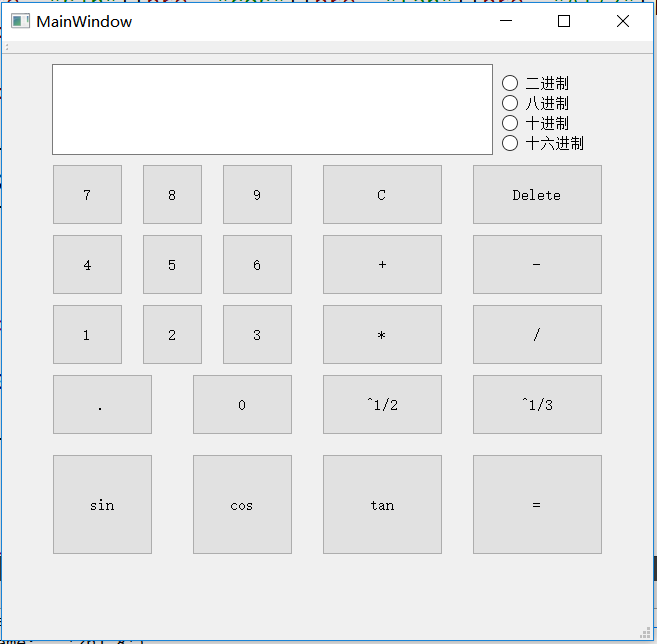 MainWindow
二进制
八进制
十进制
十六进制
7 8 9 C Delete
4 5 6 + -
1 2 3 * /
. 0 ^1/2 ^1/3
sin cos tan =